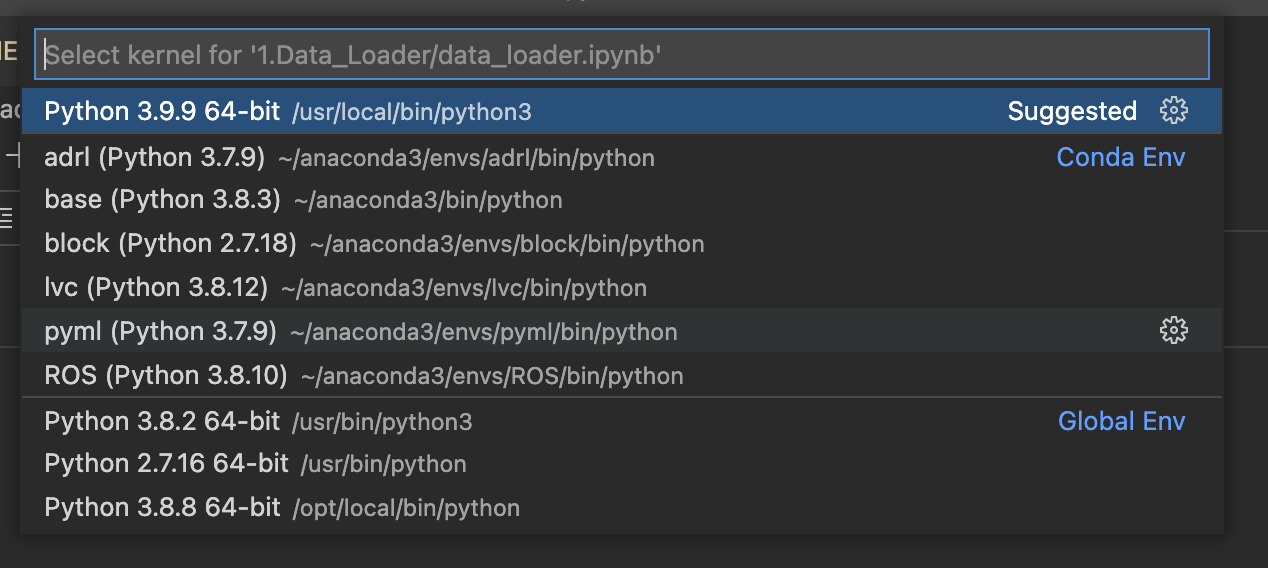 Select kernel for '1.Data_Loader/data_loader.ipynb'
Python 3.9.9 64-bit /usr/local/bin/python3 Suggested
adrl (Python 3.7.9) ~/anaconda3/envs/adrl/bin/python Conda Env
base (Python 3.8.3) ~/anaconda3/bin/python
block (Python 2.7.18) ~/anaconda3/envs/block/bin/python
lvc (Python 3.8.12) ~/anaconda3/envs/lvc/bin/python
pyml (Python 3.7.9) ~/anaconda3/envs/pyml/bin/python
ROS (Python 3.8.10) ~/anaconda3/envs/ROS/bin/python
Python 3.8.2 64-bit /usr/bin/python3 Global Env
Python 2.7.16 64-bit /usr/bin/python
Python 3.8.8 64-bit /opt/local/bin/python